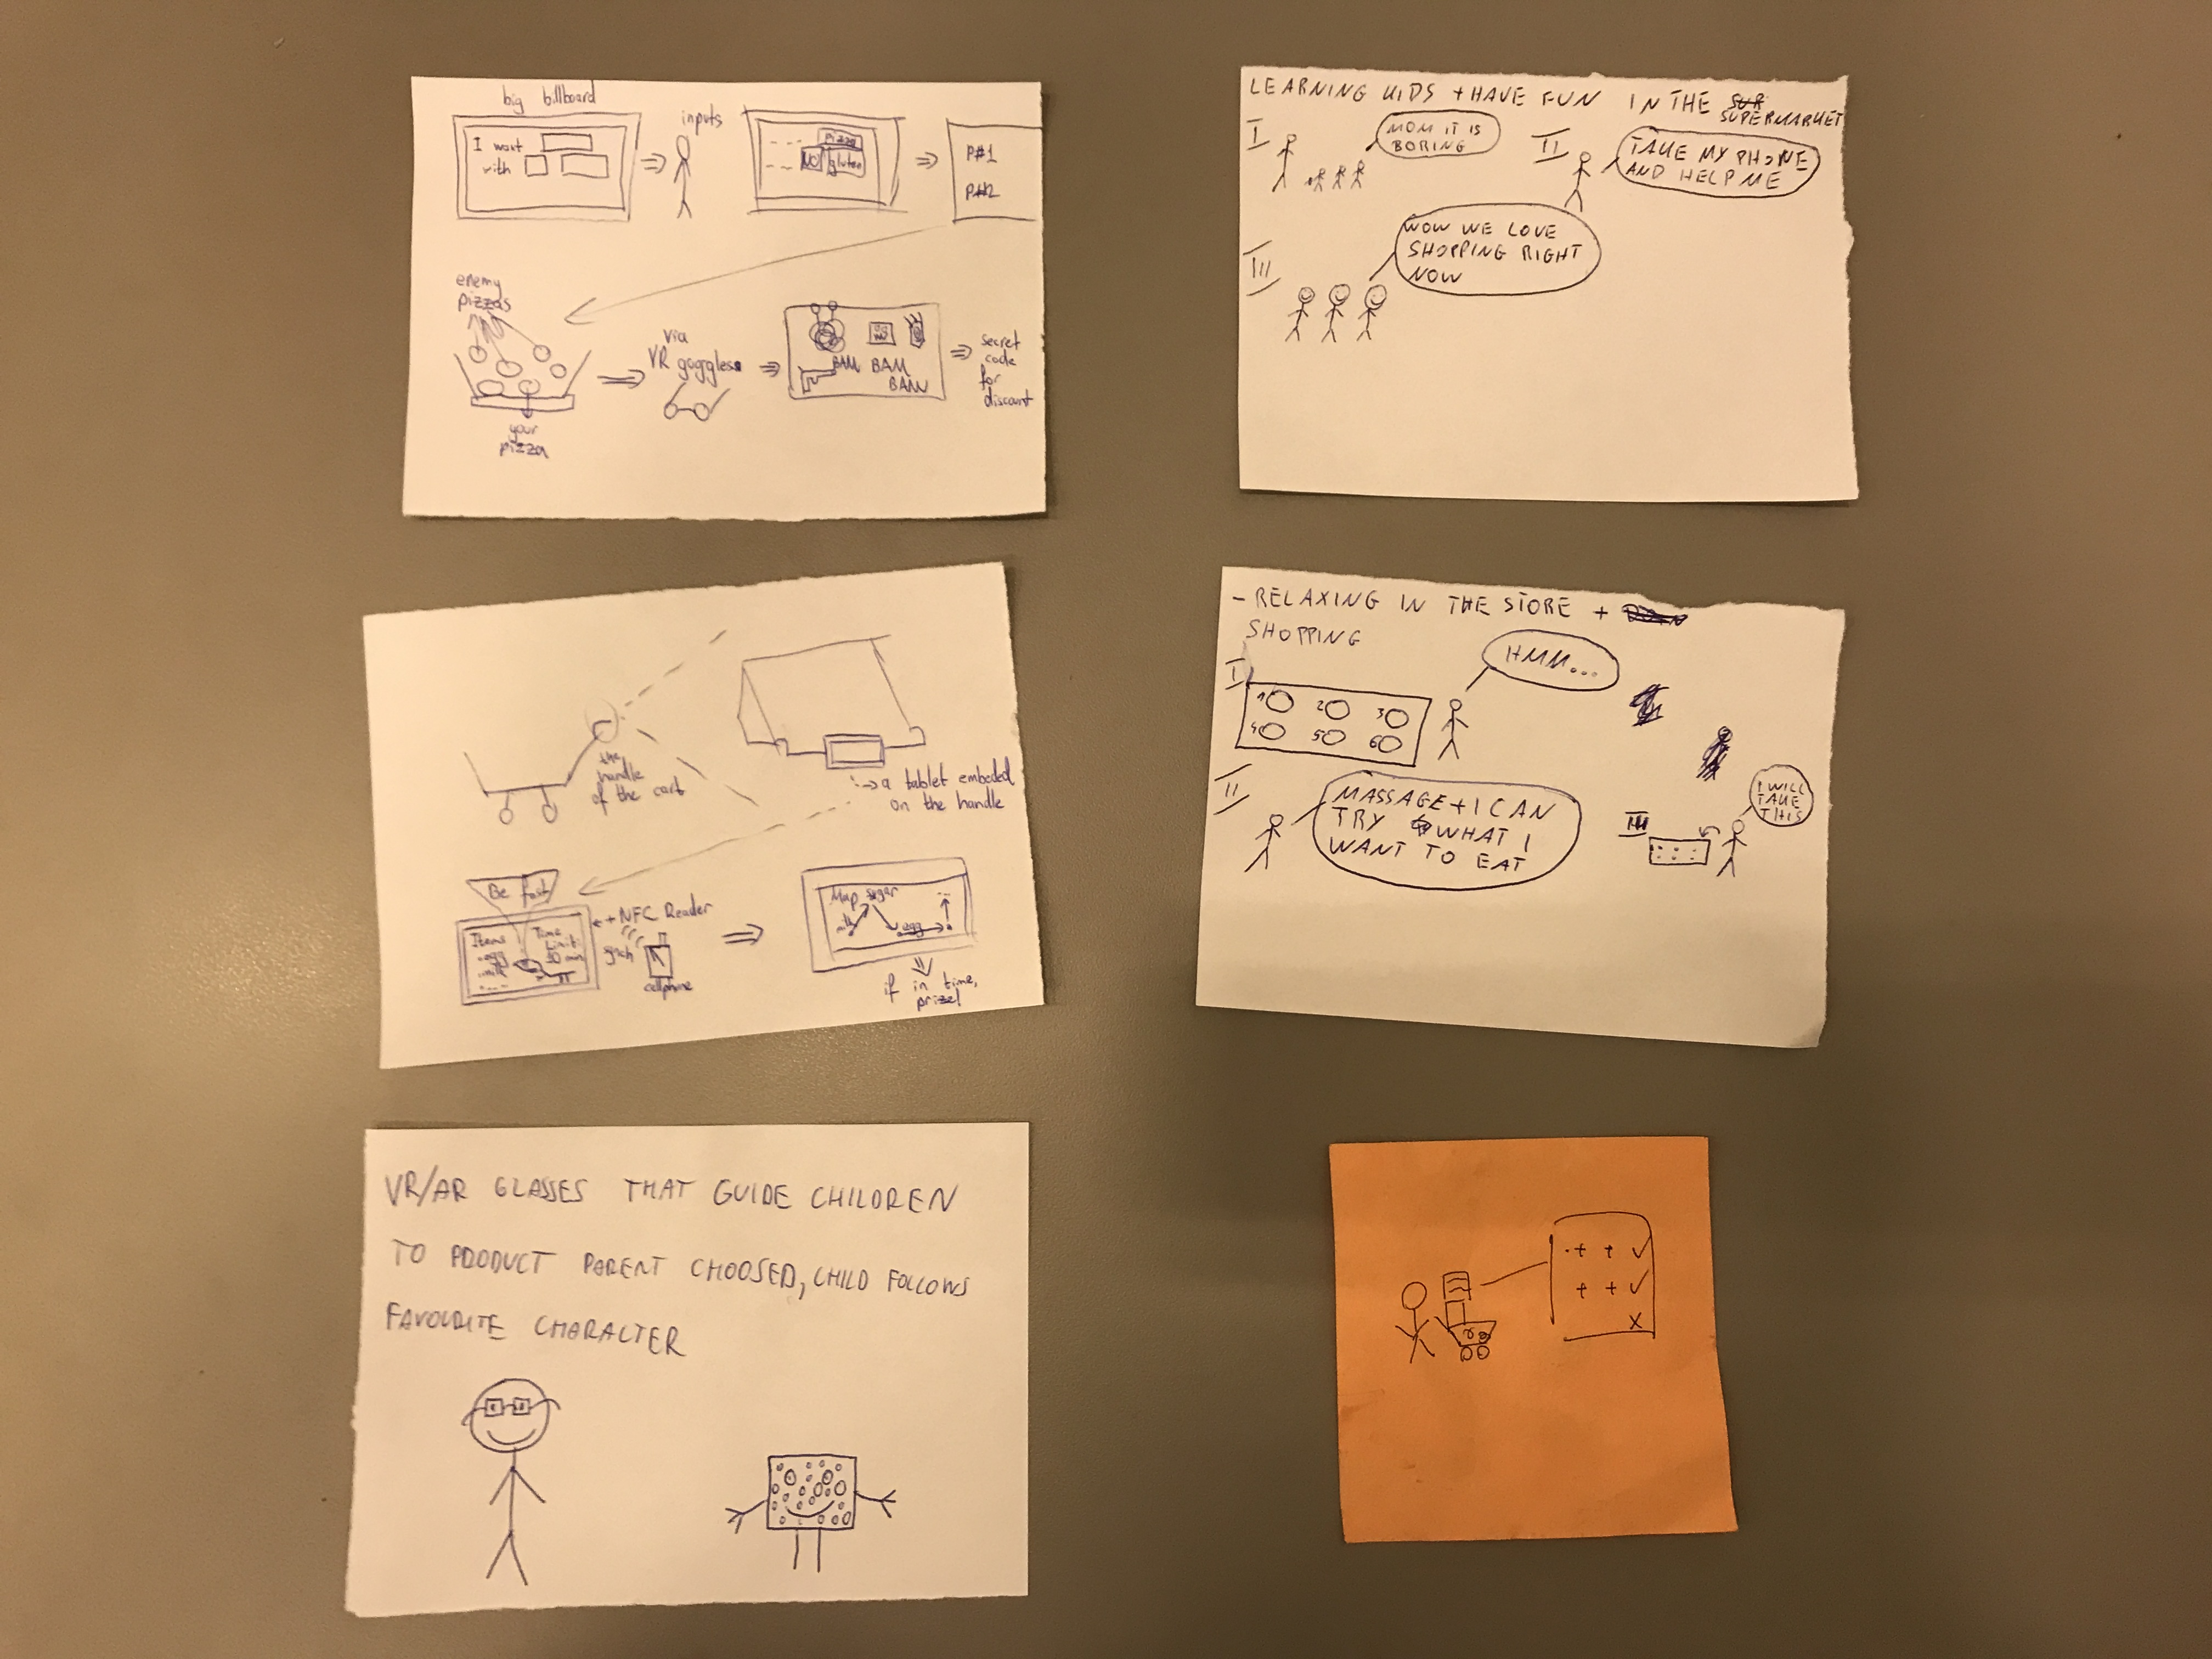 big billboard
I want
with
inputs
pizza
NO gluten
P#1
P#2
enemy
pizzas
your
pizza
via
VR goggles
BAM BAM
BAM
secret
code
for
discount
LEARNING KIDS + HAVE FUN IN THE
SUPERMARKET
I
MOM IT IS
BORING
II
TAKE MY PHONE
AND HELP ME
III
WOW WE LOVE
SHOPPING RIGHT
NOW
the
handle
of the cart
a tablet embeded
on the handle
Be fast
Items
egg
milk
Time
limit:
30 min
+ NFC Reader
synch
cellphone
Map sugar
milk
egg
if in time,
prize!
- RELAXING IN THE STORE +
SHOPPING
I
HMM...
1 2 3
4 5 6
II
MASSAGE + I CAN
TRY WHAT I
WANT TO EAT
III
I WILL
TAKE
THIS
VR/AR GLASSES THAT GUIDE CHILDREN
TO PRODUCT PARENT CHOOSED, CHILD FOLLOWS
FAVOURITE CHARACTER